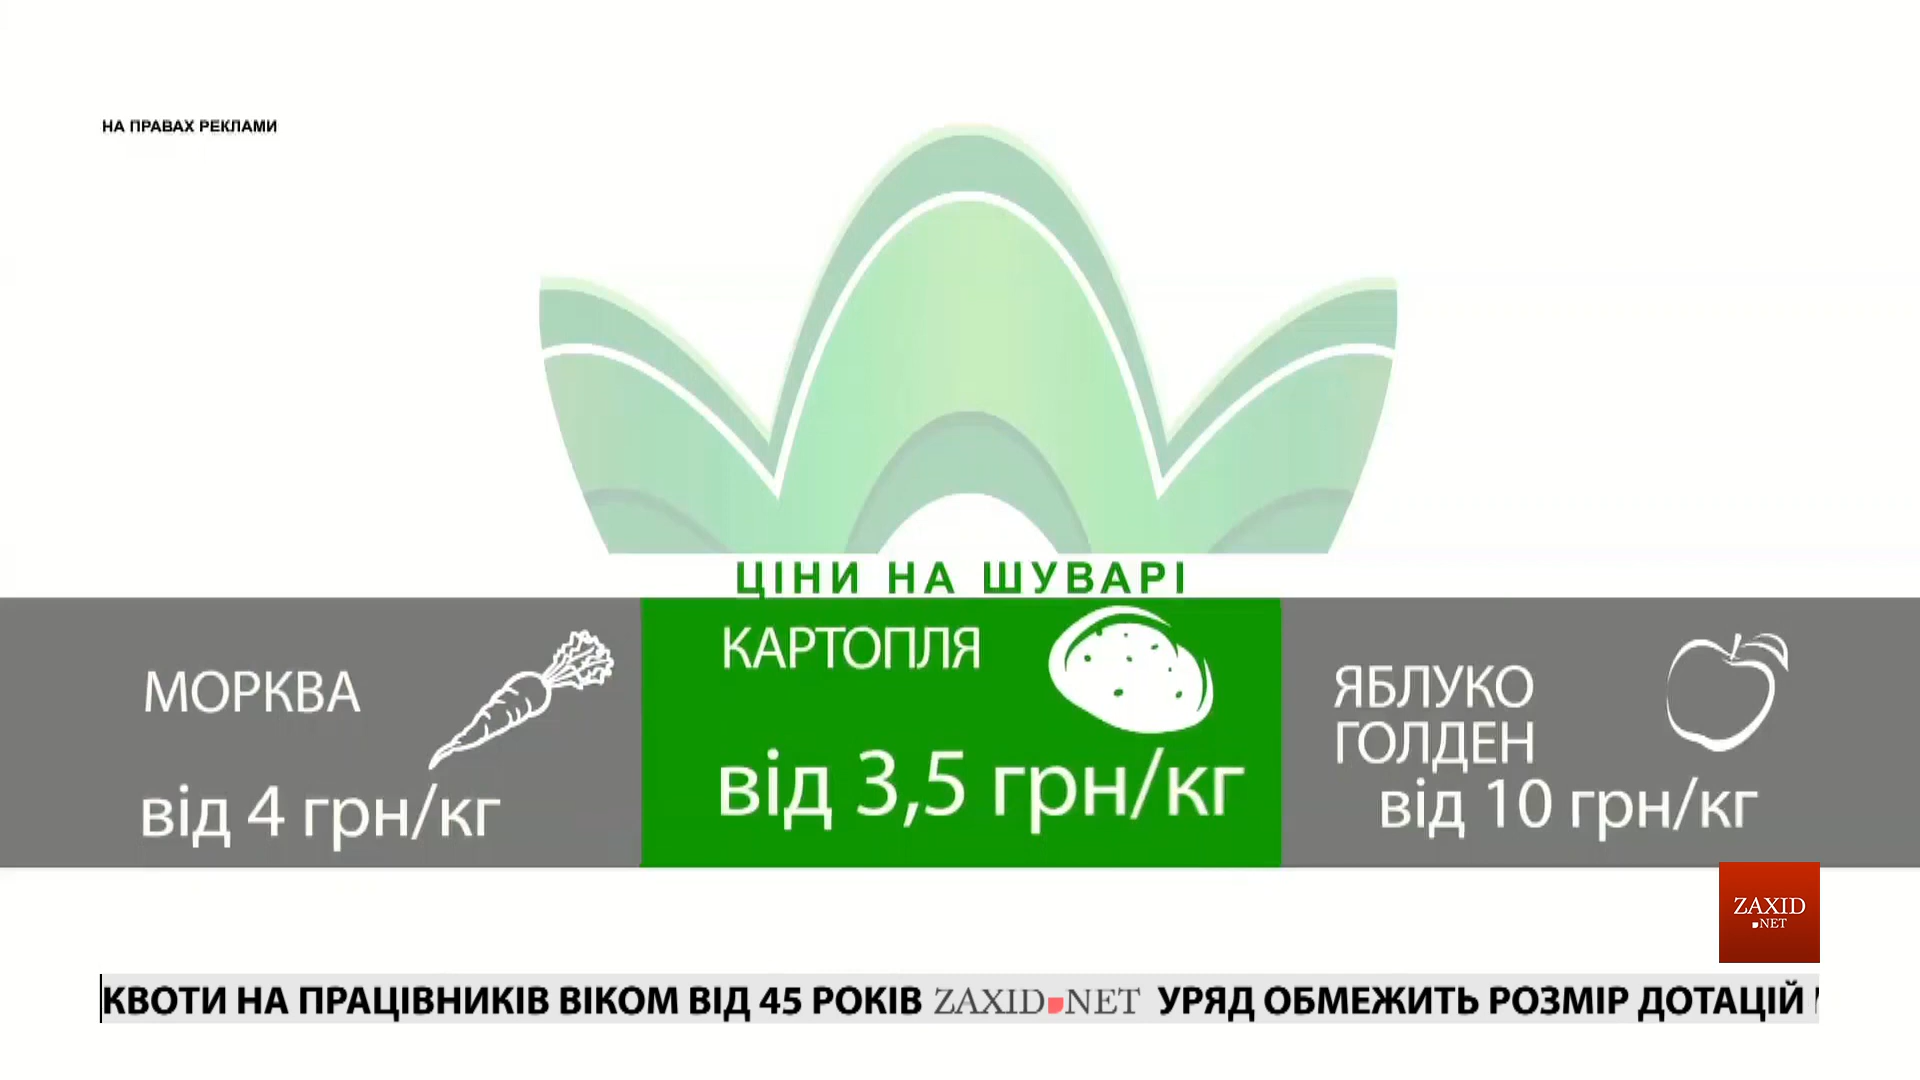 НА ПРАВАХ РЕКЛАМИ
ЦІНИ НА ШУВАРІ
МОРКВА
від 4 грн/кг
КАРТОПЛЯ
від 3,5 грн/кг
ЯБЛУКО
ГОЛДЕН
від 10 грн/кг
ZAXID
NET
КВОТИ НА ПРАЦІВНИКІВ ВІКОМ ВІД 45 РОКІВ ZAXID.NET УРЯД ОБМЕЖИТЬ РОЗМІР ДОТАЦІЙ